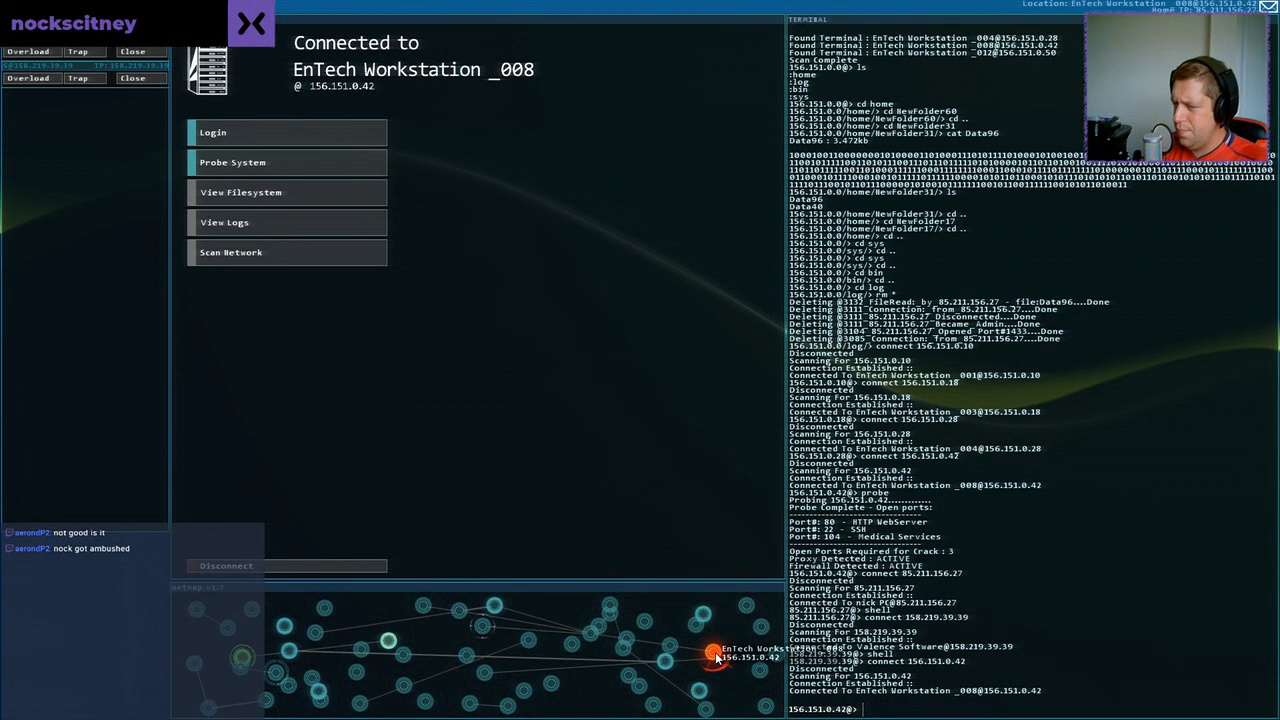 nockscitney
Location: EnTech Workstation _008@156.151.0.42
Home IP: 85.211.156.27
Overload Trap Close
S@158.219.39.39 IP: 158.219.39.39
Overload Trap Close
Connected to
EnTech Workstation _008
@ 156.151.0.42
Login
Probe System
View Filesystem
View Logs
Scan Network
Disconnect
aerondP2: not good is it
aerondP2: nock got ambushed
netmap v1.7
EnTech Workstation _008
156.151.0.42
TERMINAL
Found Terminal : EnTech Workstation _004@156.151.0.28
Found Terminal : EnTech Workstation _008@156.151.0.42
Found Terminal : EnTech Workstation _012@156.151.0.50
Scan Complete
156.151.0.0@> ls
:home
:log
:bin
:sys
156.151.0.0@> cd home
156.151.0.0/home/> cd NewFolder60
156.151.0.0/home/NewFolder60/> cd ..
156.151.0.0/home/> cd NewFolder31
156.151.0.0/home/NewFolder31/> cat Data96
Data96 : 3.472kb
156.151.0.0/home/NewFolder31/> ls
Data96
Data40
156.151.0.0/home/NewFolder31/> cd ..
156.151.0.0/home/> cd NewFolder17
156.151.0.0/home/NewFolder17/> cd ..
156.151.0.0/home/> cd ..
156.151.0.0/> cd sys
156.151.0.0/sys/> cd ..
156.151.0.0/> cd sys
156.151.0.0/sys/> cd ..
156.151.0.0/> cd bin
156.151.0.0/bin/> cd ..
156.151.0.0/> cd log
156.151.0.0/log/> rm *
Deleting @3132_FileRead:_by_85.211.156.27_-_file:Data96....Done
Deleting @3111_Connection:_from_85.211.156.27....Done
Deleting @3111_85.211.156.27_Disconnected....Done
Deleting @3111_85.211.156.27_Became_Admin....Done
Deleting @3104_85.211.156.27_Opened_Port#1433....Done
Deleting @3085_Connection:_from_85.211.156.27....Done
156.151.0.0/log/> connect 156.151.0.10
Disconnected
Scanning For 156.151.0.10
Connection Established ::
Connected To EnTech Workstation _001@156.151.0.10
156.151.0.10@> connect 156.151.0.18
Disconnected
Scanning For 156.151.0.18
Connection Established ::
Connected To EnTech Workstation _003@156.151.0.18
156.151.0.18@> connect 156.151.0.28
Disconnected
Scanning For 156.151.0.28
Connection Established ::
Connected To EnTech Workstation _004@156.151.0.28
156.151.0.28@> connect 156.151.0.42
Disconnected
Scanning For 156.151.0.42
Connection Established ::
Connected To EnTech Workstation _008@156.151.0.42
156.151.0.42@> probe
Probing 156.151.0.42.............
Probe Complete - Open ports:
---------------------------------
Port#: 80 - HTTP WebServer
Port#: 22 - SSH
Port#: 104 - Medical Services
---------------------------------
Open Ports Required for Crack : 3
Proxy Detected : ACTIVE
Firewall Detected : ACTIVE
156.151.0.42@> connect 85.211.156.27
Disconnected
Scanning For 85.211.156.27
Connection Established ::
Connected To nick PC@85.211.156.27
85.211.156.27@> shell
85.211.156.27@> connect 158.219.39.39
Disconnected
Scanning For 158.219.39.39
Connection Established ::
Connected To Valence Software@158.219.39.39
158.219.39.39@> shell
158.219.39.39@> connect 156.151.0.42
Disconnected
Scanning For 156.151.0.42
Connection Established ::
Connected To EnTech Workstation _008@156.151.0.42
156.151.0.42@>